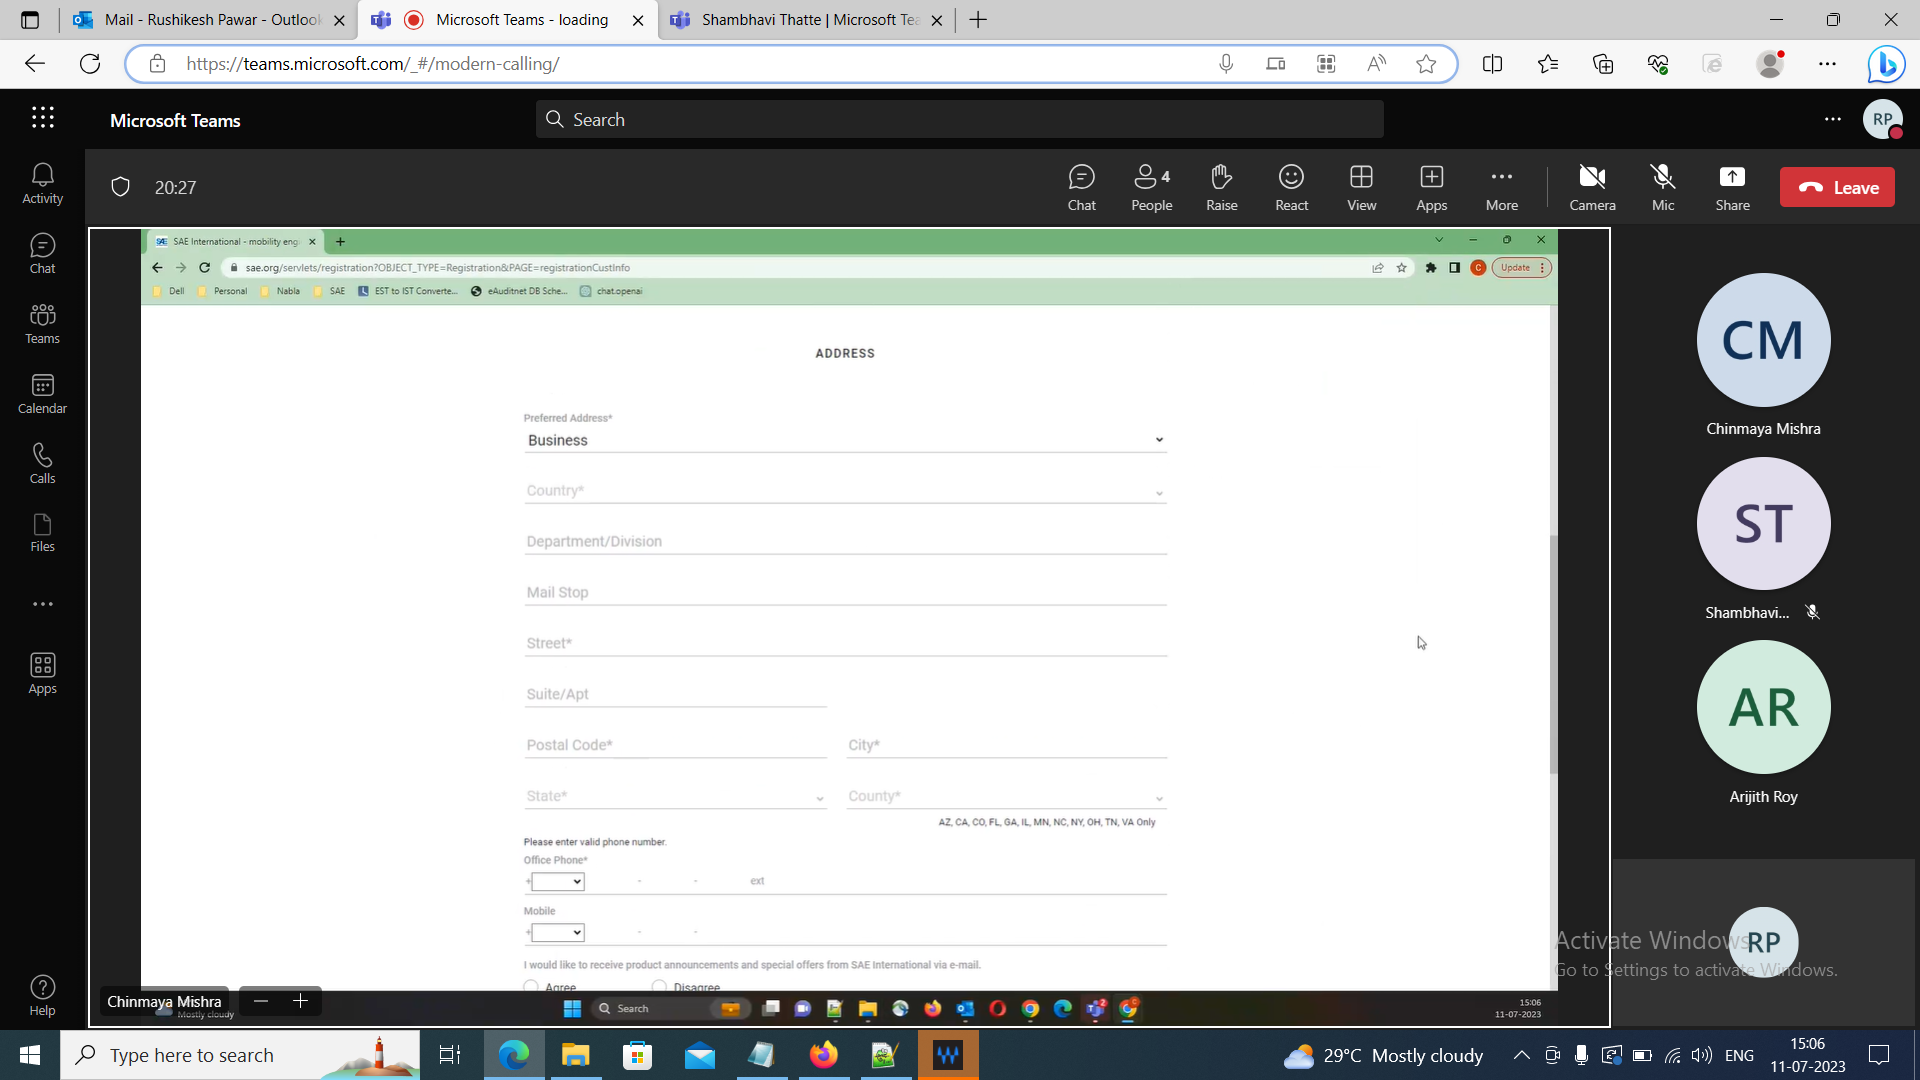 Mail - Rushikesh Pawar - Outlook
Microsoft Teams - loading
Shambhavi Thatte | Microsoft Te
https://teams.microsoft.com/_#/modern-calling/
Microsoft Teams
Search
RP
20:27
Chat
People
4
Raise
React
View
Apps
More
Camera
Mic
Share
Leave
Activity
Chat
Teams
Calendar
Calls
Files
Apps
Help
SAE International - mobility eng
sae.org/servlets/registration?OBJECT_TYPE=Registration&PAGE=registrationCustInfo
C
Update
Dell
Personal
Nabla
SAE
EST to IST Converte...
eAuditnet DB Sche...
chat.openai
ADDRESS
Preferred Address*
Business
Country*
Department/Division
Mail Stop
Street*
Suite/Apt
Postal Code*
City*
State*
County*
AZ, CA, CO, FL, GA, IL, MN, NC, NY, OH, TN, VA Only
Please enter valid phone number.
Office Phone*
+ - - ext
Mobile
+ - -
I would like to receive product announcements and special offers from SAE International via e-mail.
Agree
Disagree
Chinmaya Mishra
Mostly cloudy
Search
15:06
11-07-2023
CM
Chinmaya Mishra
ST
Shambhavi...
AR
Arijith Roy
RP
Activate Windows
Go to Settings to activate Windows.
Type here to search
29°C Mostly cloudy
ENG
15:06
11-07-2023